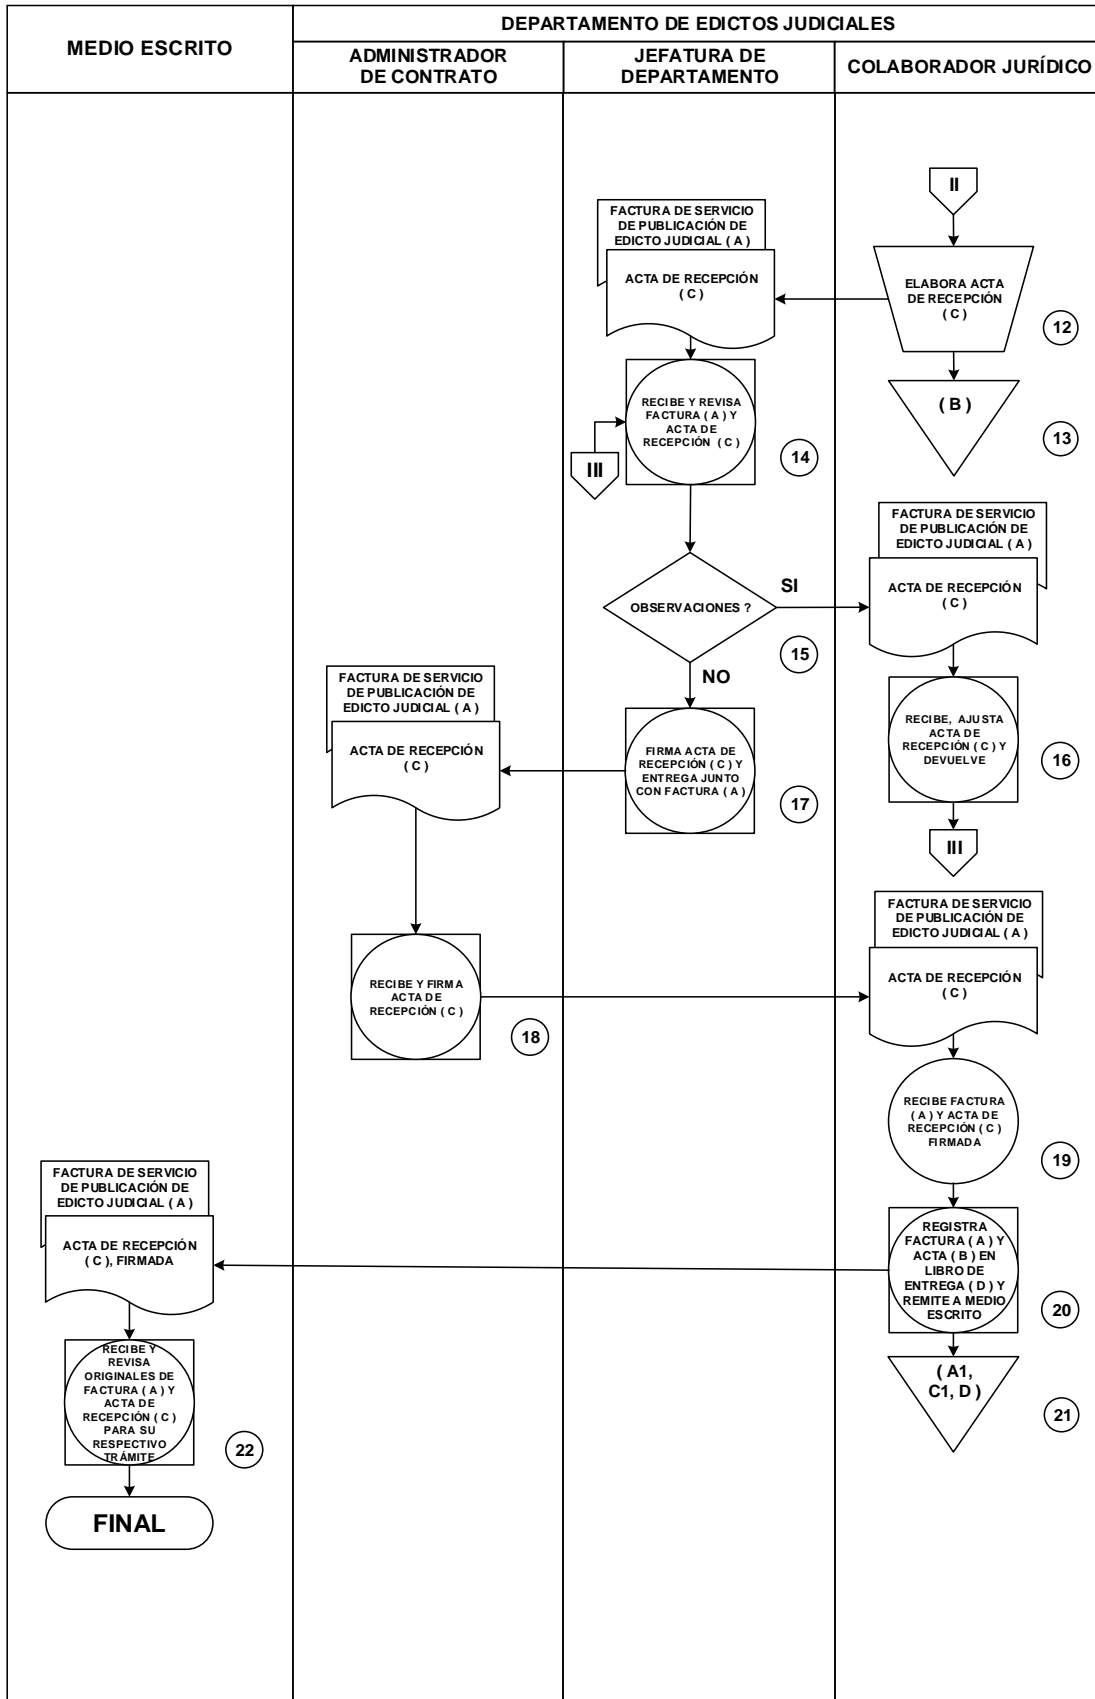 MEDIO ESCRITO
DEPARTAMENTO DE EDICTOS JUDICIALES
ADMINISTRADOR
DE CONTRATO
JEFATURA DE
DEPARTAMENTO
COLABORADOR JURÍDICO
II
FACTURA DE SERVICIO
DE PUBLICACIÓN DE
EDICTO JUDICIAL ( A )
ACTA DE RECEPCIÓN
( C )
ELABORA ACTA
DE RECEPCIÓN
( C )
12
( B )
13
RECIBE Y REVISA
FACTURA ( A ) Y
ACTA DE
RECEPCIÓN ( C )
14
III
FACTURA DE SERVICIO
DE PUBLICACIÓN DE
EDICTO JUDICIAL ( A )
ACTA DE RECEPCIÓN
( C )
OBSERVACIONES ?
SI
15
NO
RECIBE, AJUSTA
ACTA DE
RECEPCIÓN ( C ) Y
DEVUELVE
16
FACTURA DE SERVICIO
DE PUBLICACIÓN DE
EDICTO JUDICIAL ( A )
ACTA DE RECEPCIÓN
( C )
FIRMA ACTA DE
RECEPCIÓN ( C ) Y
ENTREGA JUNTO
CON FACTURA ( A )
17
III
FACTURA DE SERVICIO
DE PUBLICACIÓN DE
EDICTO JUDICIAL ( A )
ACTA DE RECEPCIÓN
( C )
RECIBE Y FIRMA
ACTA DE
RECEPCIÓN ( C )
18
RECIBE FACTURA
( A ) Y ACTA DE
RECEPCIÓN ( C )
FIRMADA
19
FACTURA DE SERVICIO
DE PUBLICACIÓN DE
EDICTO JUDICIAL ( A )
ACTA DE RECEPCIÓN
( C ), FIRMADA
REGISTRA
FACTURA ( A ) Y
ACTA ( B ) EN
LIBRO DE
ENTREGA ( D ) Y
REMITE A MEDIO
ESCRITO
20
( A1,
C1, D )
21
RECIBE Y
REVISA
ORIGINALES DE
FACTURA ( A ) Y
ACTA DE
RECEPCIÓN ( C )
PARA SU
RESPECTIVO
TRÁMITE
22
FINAL